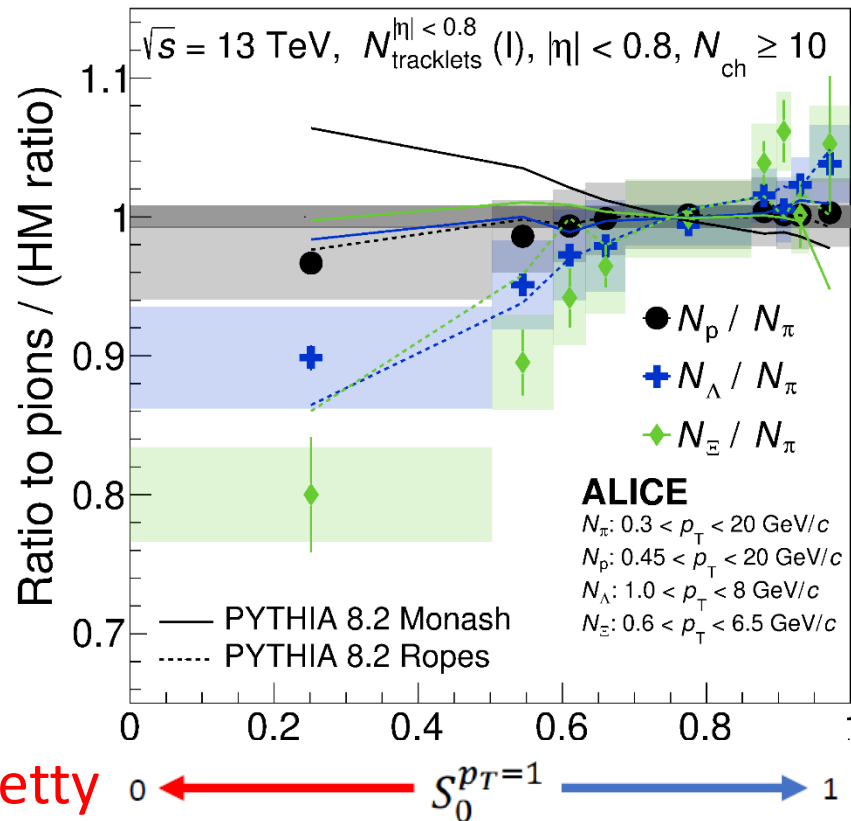 √s = 13 TeV, N_tracklets^|η|<0.8 (I), |η| < 0.8, N_ch ≥ 10
Ratio to pions / (HM ratio)
1.1
1
0.9
0.8
0.7
N_p / N_π
N_Λ / N_π
N_Ξ / N_π
ALICE
N_π: 0.3 < p_T < 20 GeV/c
N_p: 0.45 < p_T < 20 GeV/c
N_Λ: 1.0 < p_T < 8 GeV/c
N_Ξ: 0.6 < p_T < 6.5 GeV/c
PYTHIA 8.2 Monash
PYTHIA 8.2 Ropes
0 0.2 0.4 0.6 0.8 1
etty 0 S_0^{p_T=1} 1